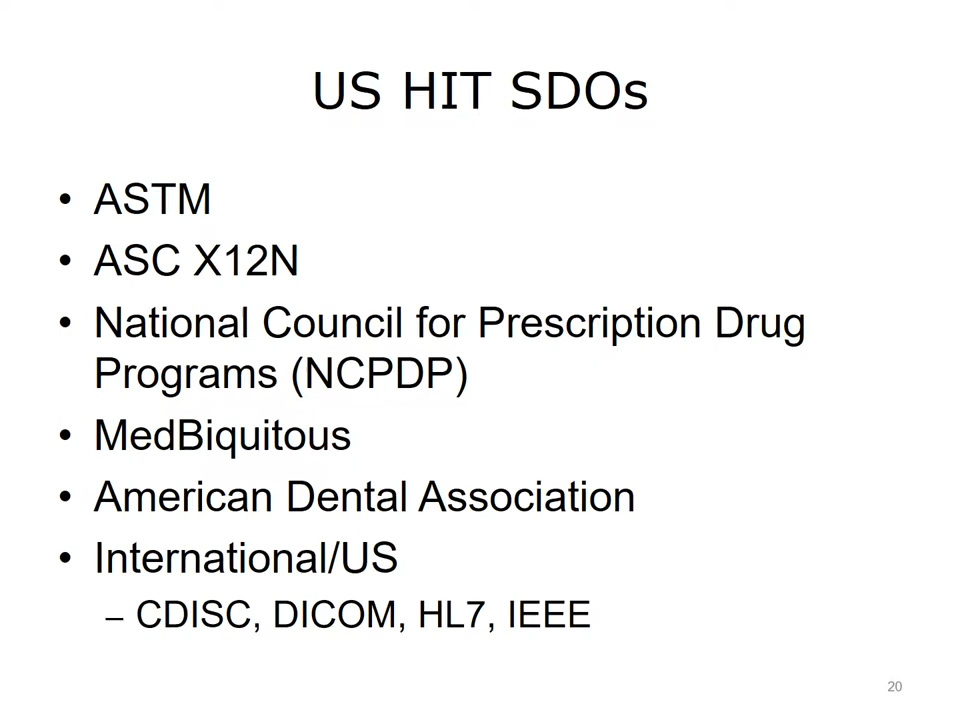 US HIT SDOs
• ASTM
• ASC X12N
• National Council for Prescription Drug
Programs (NCPDP)
• MedBiquitous
• American Dental Association
• International/US
– CDISC, DICOM, HL7, IEEE
20